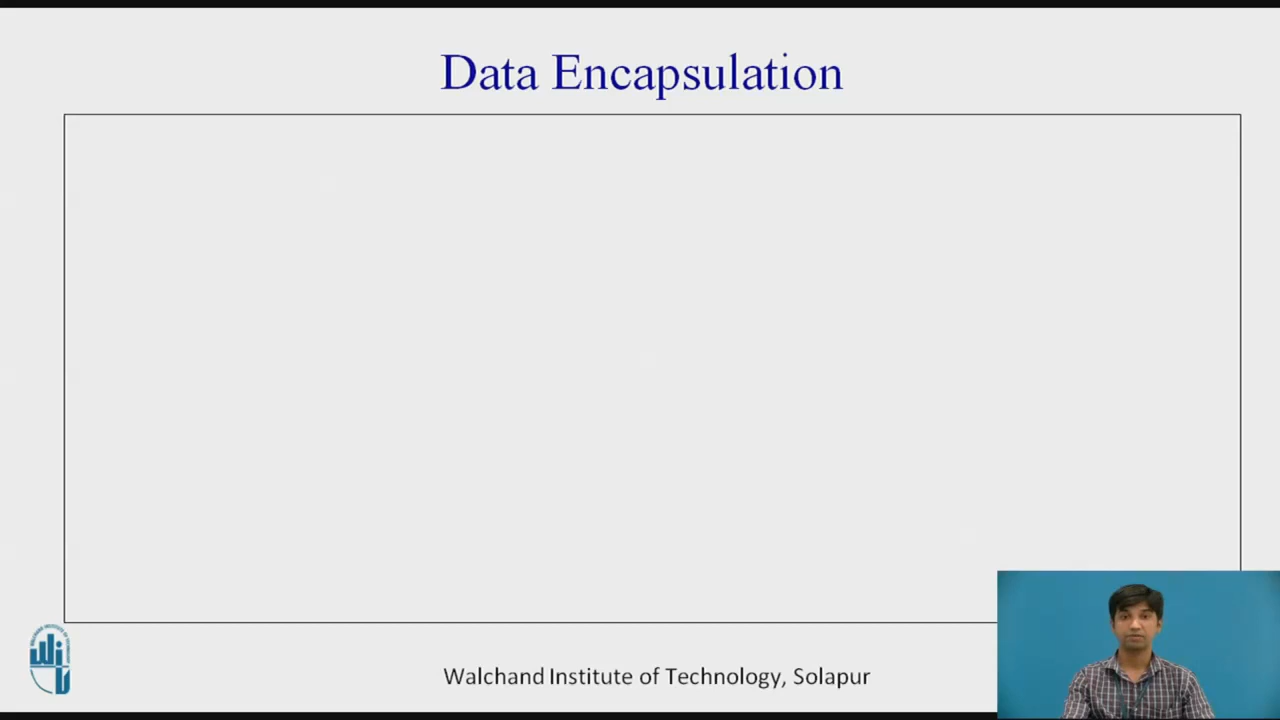 Data Encapsulation
Walchand Institute of Technology, Solapur